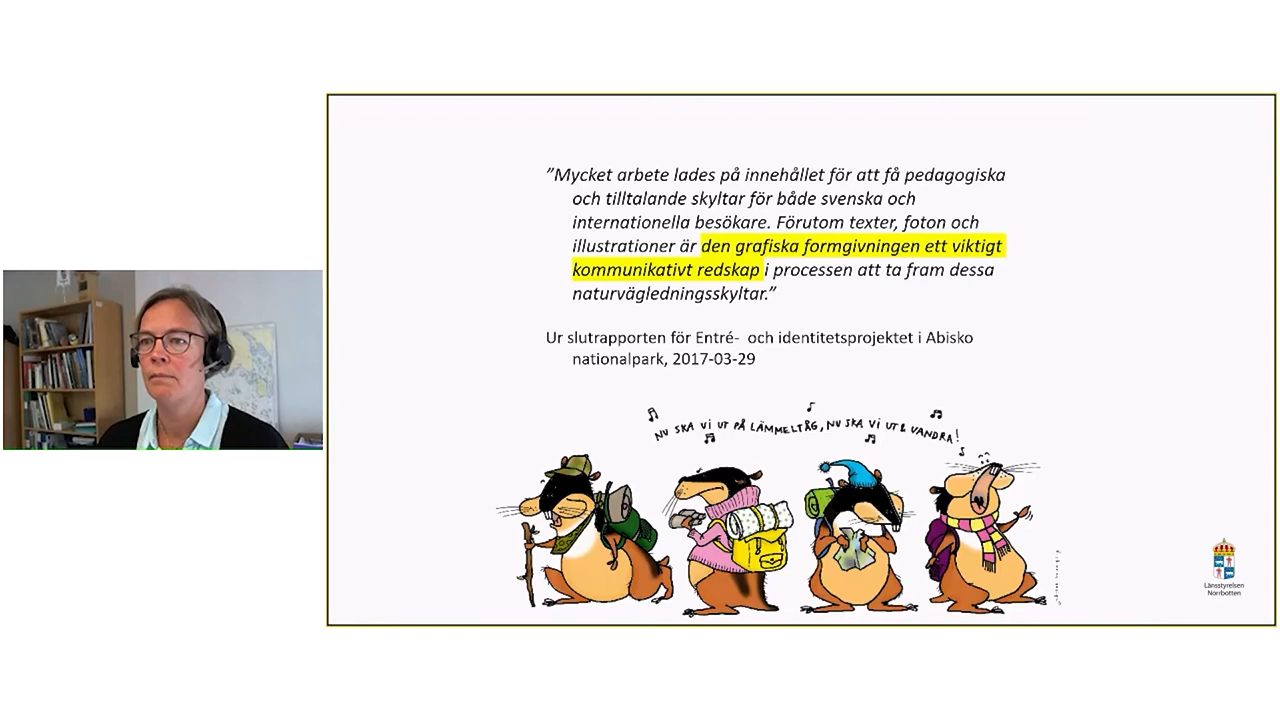 ”Mycket arbete lades på innehållet för att få pedagogiska
och tilltalande skyltar för både svenska och
internationella besökare. Förutom texter, foton och
illustrationer är den grafiska formgivningen ett viktigt
kommunikativt redskap i processen att ta fram dessa
naturvägledningsskyltar.”
Ur slutrapporten för Entré- och identitetsprojektet i Abisko
nationalpark, 2017-03-29
NU SKA VI UT PÅ LÄMMELTÅG, NU SKA VI UT & VANDRA!
Länsstyrelsen
Norrbotten